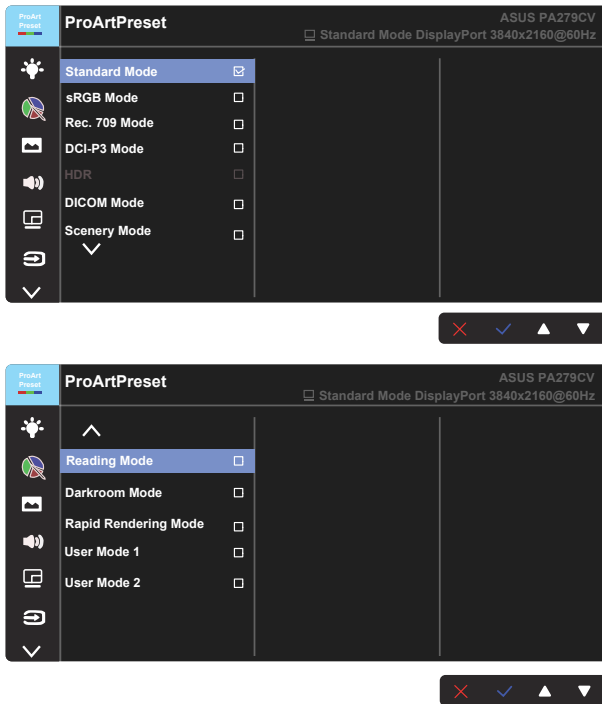 ProArt
Preset
ProArtPreset
ASUS PA279CV
Standard Mode DisplayPort 3840x2160@60Hz
Standard Mode
sRGB Mode
Rec. 709 Mode
DCI-P3 Mode
HDR
DICOM Mode
Scenery Mode
ProArt
Preset
ProArtPreset
ASUS PA279CV
Standard Mode DisplayPort 3840x2160@60Hz
Reading Mode
Darkroom Mode
Rapid Rendering Mode
User Mode 1
User Mode 2